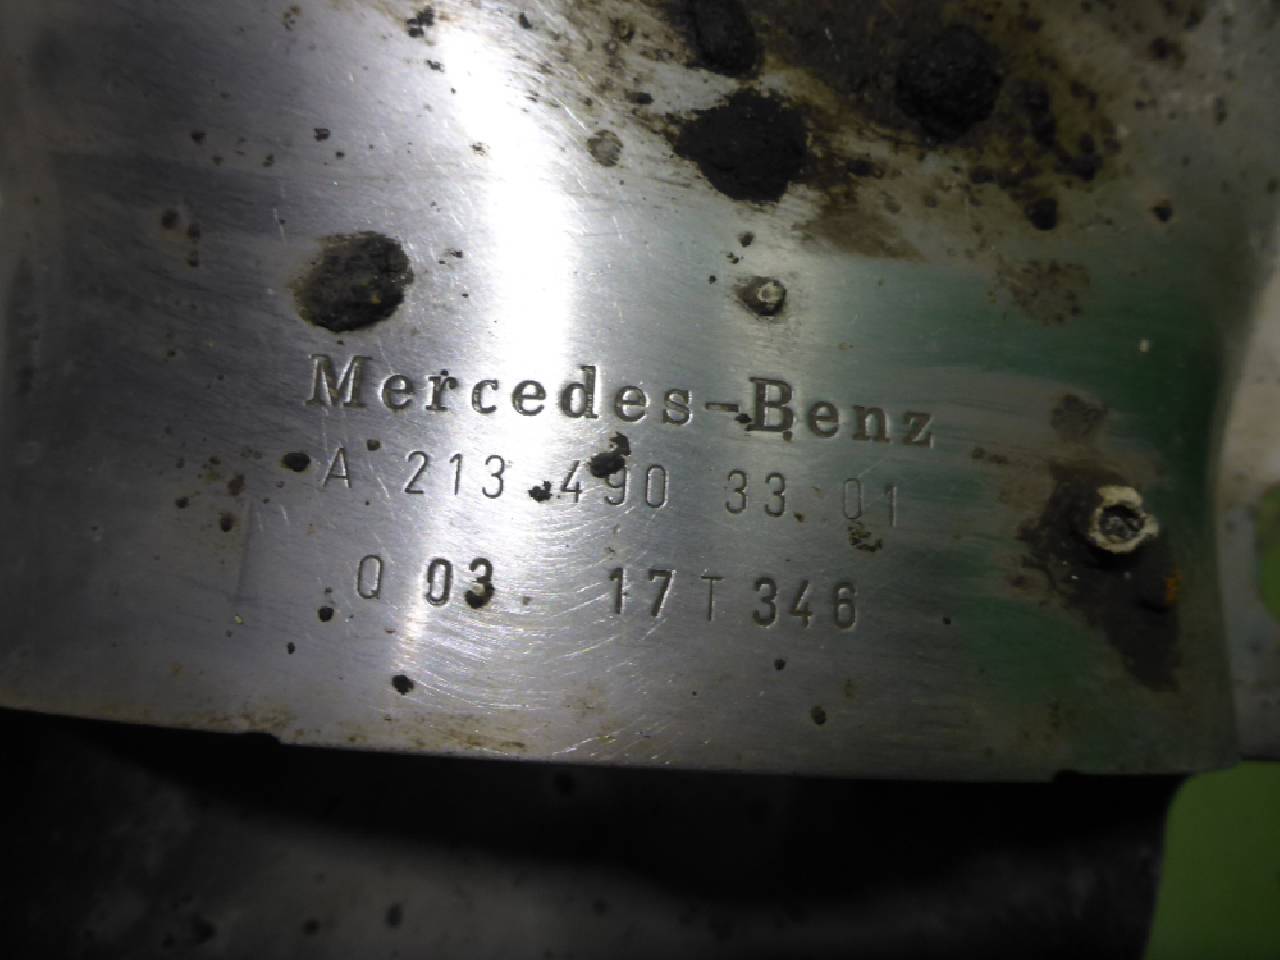 Mercedes-Benz
A 213 490 33 01
Q 03. 17 T 346